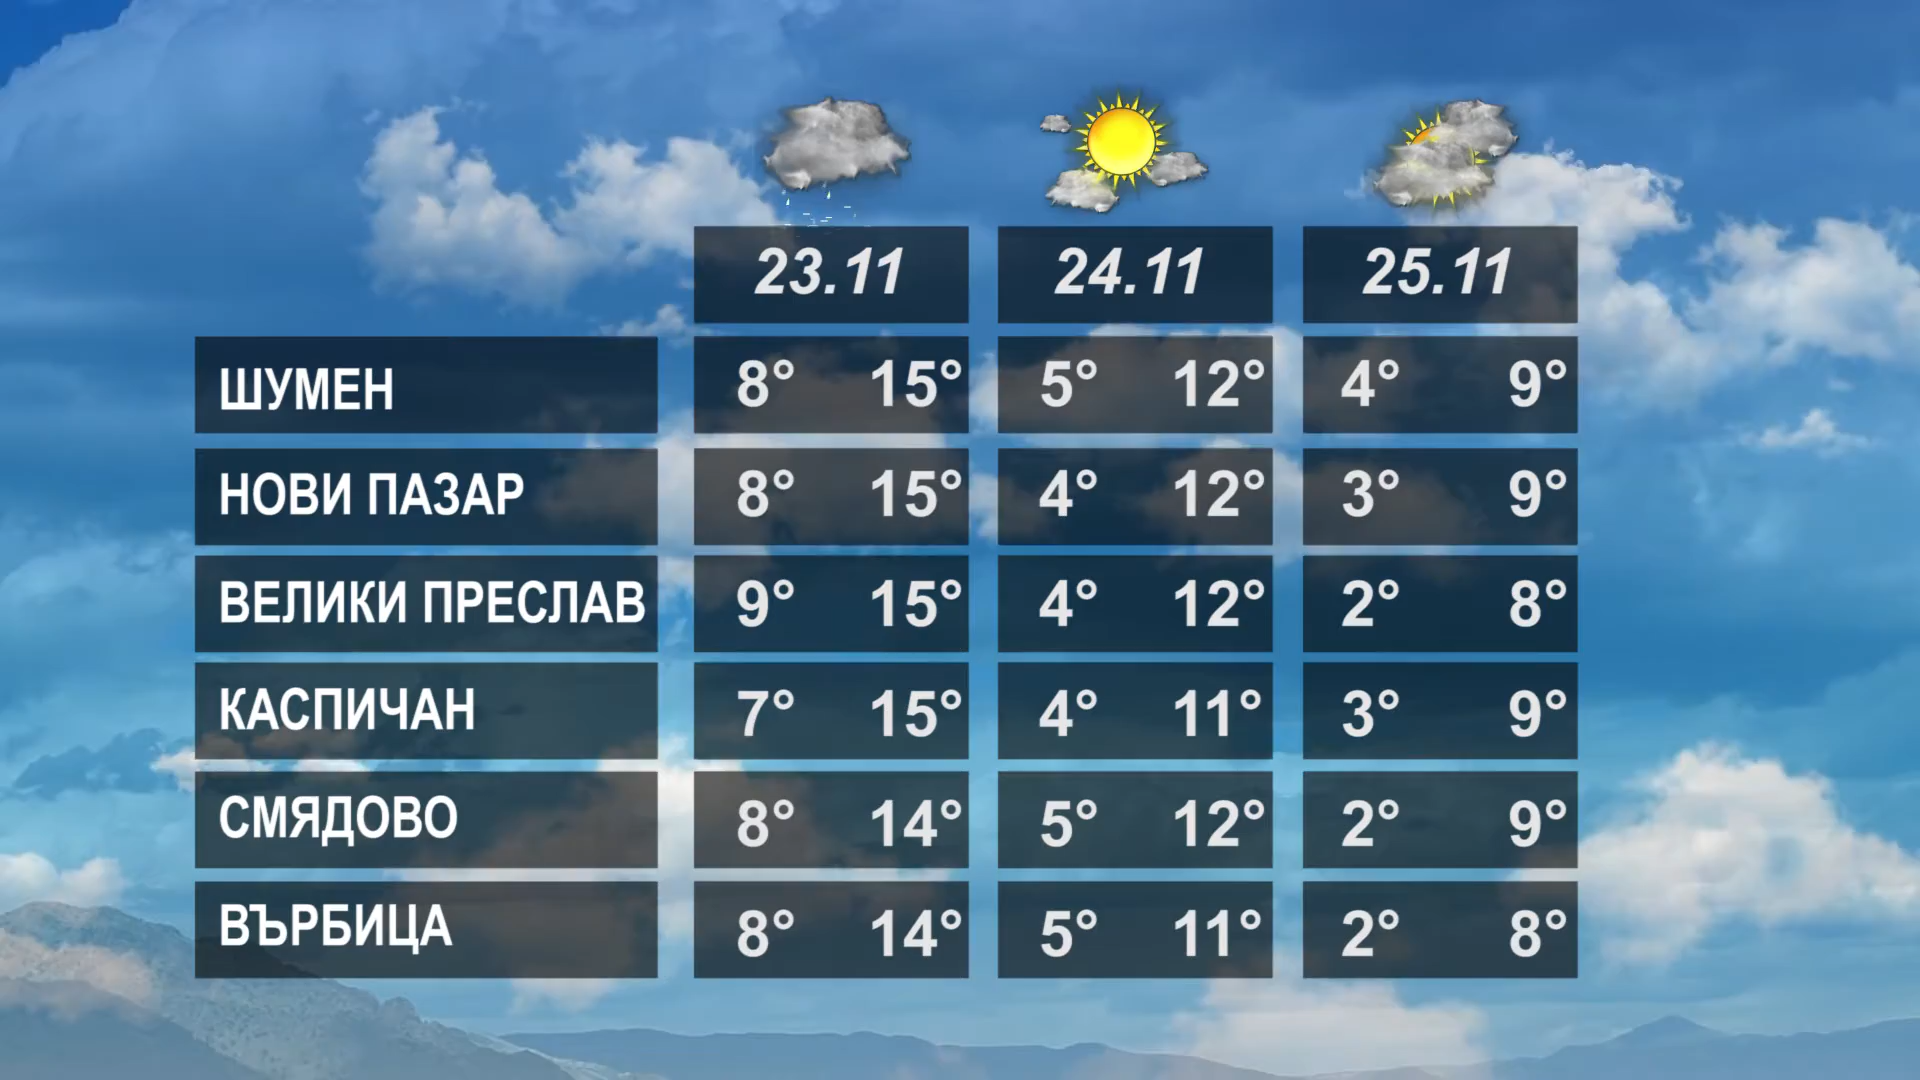 23.11 24.11 25.11
ШУМЕН 8° 15° 5° 12° 4° 9°
НОВИ ПАЗАР 8° 15° 4° 12° 3° 9°
ВЕЛИКИ ПРЕСЛАВ 9° 15° 4° 12° 2° 8°
КАСПИЧАН 7° 15° 4° 11° 3° 9°
СМЯДОВО 8° 14° 5° 12° 2° 9°
ВЪРБИЦА 8° 14° 5° 11° 2° 8°